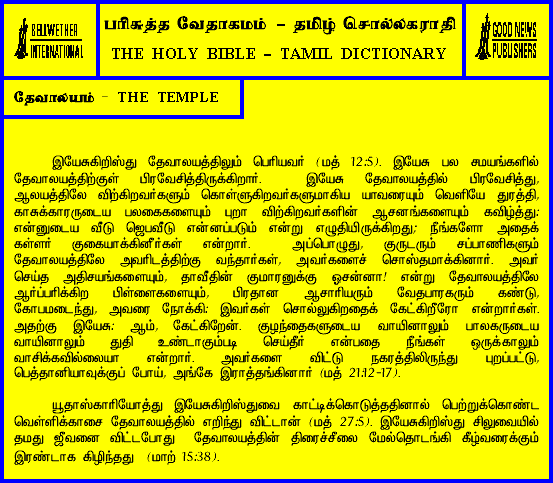 BELLWETHER
INTERNATIONAL
பரிசுத்த வேதாகமம் - தமிழ் சொல்லகராதி
THE HOLY BIBLE - TAMIL DICTIONARY
GOOD NEWS
PUBLISHERS
தேவாலயம் - THE TEMPLE
இயேசுகிறிஸ்து தேவாலயத்திலும் பெரியவர் (மத் 12:5). இயேசு பல சமயங்களில்
தேவாலயத்திற்குள் பிரவேசித்திருக்கிறார். இயேசு தேவாலயத்தில் பிரவேசித்து,
ஆலயத்திலே விற்கிறவர்களும் கொள்ளுகிறவர்களுமாகிய யாவரையும் வெளியே துரத்தி,
காசுக்காரருடைய பலகைகளையும் புறா விற்கிறவர்களின் ஆசனங்களையும் கவிழ்த்து:
என்னுடைய வீடு ஜெபவீடு என்னப்படும் என்று எழுதியிருக்கிறது; நீங்களோ அதைக்
கள்ளர் குகையாக்கினீர்கள் என்றார். அப்பொழுது, குருடரும் சப்பாணிகளும்
தேவாலயத்திலே அவரிடத்திற்கு வந்தார்கள், அவர்களைச் சொஸ்தமாக்கினார். அவர்
செய்த அதிசயங்களையும், தாவீதின் குமாரனுக்கு ஓசன்னா! என்று தேவாலயத்திலே
ஆர்ப்பரிக்கிற பிள்ளைகளையும், பிரதான ஆசாரியரும் வேதபாரகரும் கண்டு,
கோபமடைந்து, அவரை நோக்கி: இவர்கள் சொல்லுகிறதைக் கேட்கிறீரோ என்றார்கள்.
அதற்கு இயேசு: ஆம், கேட்கிறேன். குழந்தைகளுடைய வாயினாலும் பாலகருடைய
வாயினாலும் துதி உண்டாகும்படி செய்தீர் என்பதை நீங்கள் ஒருக்காலும்
வாசிக்கவில்லையா என்றார். அவர்களை விட்டு நகரத்திலிருந்து புறப்பட்டு,
பெத்தானியாவுக்குப் போய், அங்கே இராத்தங்கினார் (மத் 21:12-17).
யூதாஸ்காரியோத்து இயேசுகிறிஸ்துவை காட்டிக்கொடுத்ததினால் பெற்றுக்கொண்ட
வெள்ளிக்காசை தேவாலயத்தில் எறிந்து விட்டான் (மத் 27:5). இயேசுகிறிஸ்து சிலுவையில்
தமது ஜீவனை விட்டபோது தேவாலயத்தின் திரைச்சீலை மேல்தொடங்கி கீழ்வரைக்கும்
இரண்டாக கிழிந்தது (மாற் 15:38).